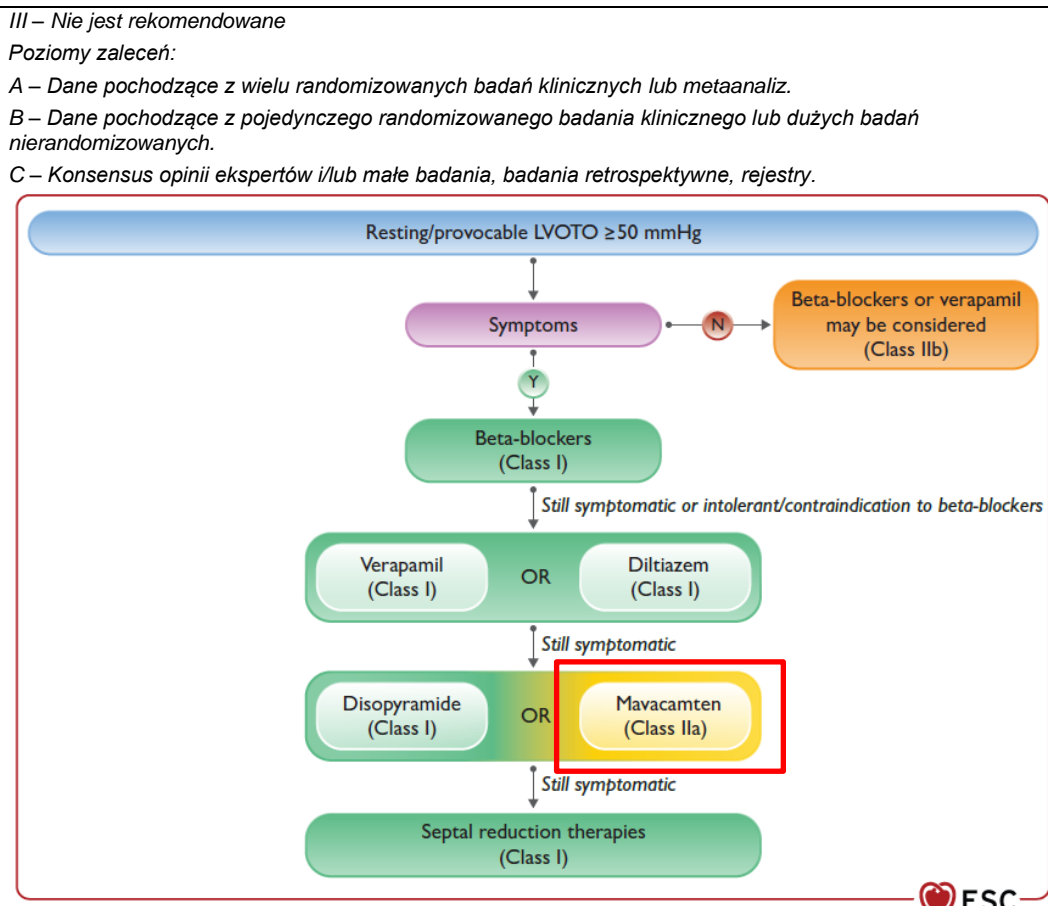 III – Nie jest rekomendowane
Poziomy zaleceń:
A – Dane pochodzące z wielu randomizowanych badań klinicznych lub metaanaliz.
B – Dane pochodzące z pojedynczego randomizowanego badania klinicznego lub dużych badań
nierandomizowanych.
C – Konsensus opinii ekspertów i/lub małe badania, badania retrospektywne, rejestry.
Resting/provocable LVOTO ≥50 mmHg
Symptoms
N
Beta-blockers or verapamil
may be considered
(Class IIb)
Y
Beta-blockers
(Class I)
Still symptomatic or intolerant/contraindication to beta-blockers
Verapamil
(Class I)
OR
Diltiazem
(Class I)
Still symptomatic
Disopyramide
(Class I)
OR
Mavacamten
(Class IIa)
Still symptomatic
Septal reduction therapies
(Class I)
ESC